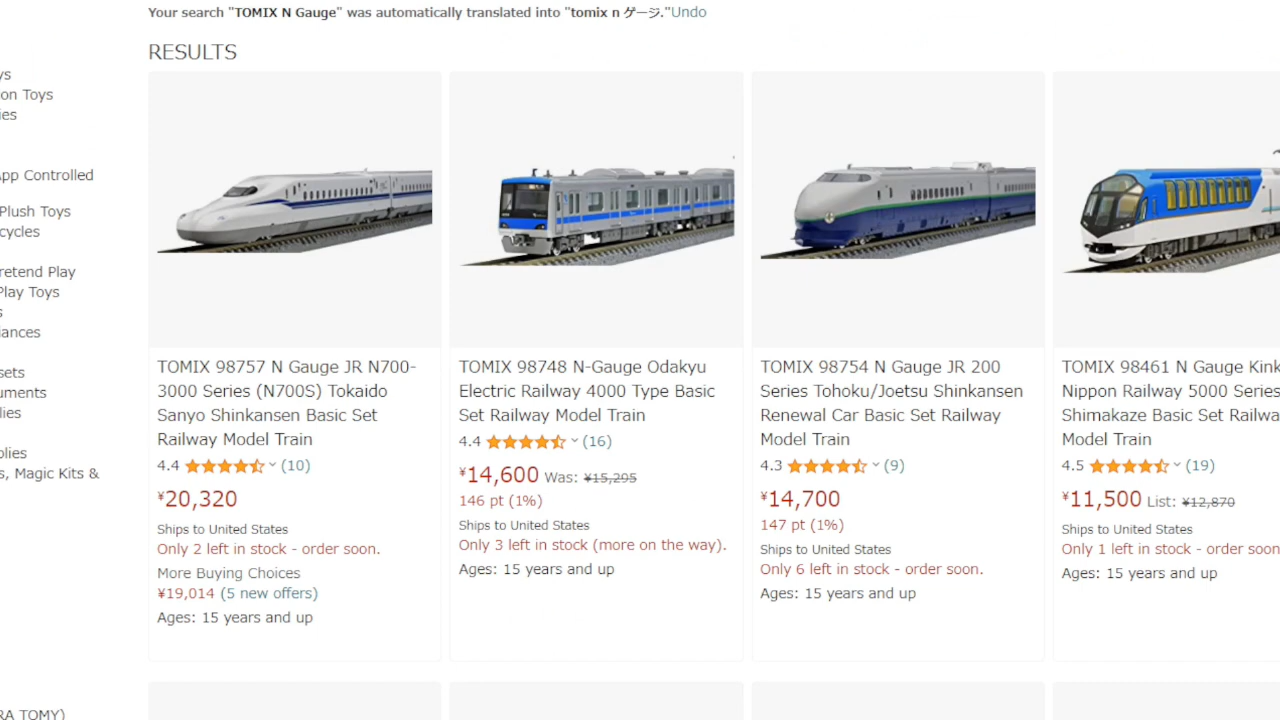 Your search "TOMIX N Gauge" was automatically translated into "tomix n ゲージ."Undo
RESULTS
ys
on Toys
ies
App Controlled
Plush Toys
cycles
retend Play
Play Toys
s
iances
sets
uments
lies
plies
s, Magic Kits &
RA TOMY)
TOMIX 98757 N Gauge JR N700-
3000 Series (N700S) Tokaido
Sanyo Shinkansen Basic Set
Railway Model Train
4.4 (10)
¥20,320
Ships to United States
Only 2 left in stock - order soon.
More Buying Choices
¥19,014 (5 new offers)
Ages: 15 years and up
TOMIX 98748 N-Gauge Odakyu
Electric Railway 4000 Type Basic
Set Railway Model Train
4.4 (16)
¥14,600 Was: ¥15,295
146 pt (1%)
Ships to United States
Only 3 left in stock (more on the way).
Ages: 15 years and up
TOMIX 98754 N Gauge JR 200
Series Tohoku/Joetsu Shinkansen
Renewal Car Basic Set Railway
Model Train
4.3 (9)
¥14,700
147 pt (1%)
Ships to United States
Only 6 left in stock - order soon.
Ages: 15 years and up
TOMIX 98461 N Gauge Kink
Nippon Railway 5000 Series
Shimakaze Basic Set Railwa
Model Train
4.5 (19)
¥11,500 List: ¥12,870
Ships to United States
Only 1 left in stock - order soon
Ages: 15 years and up